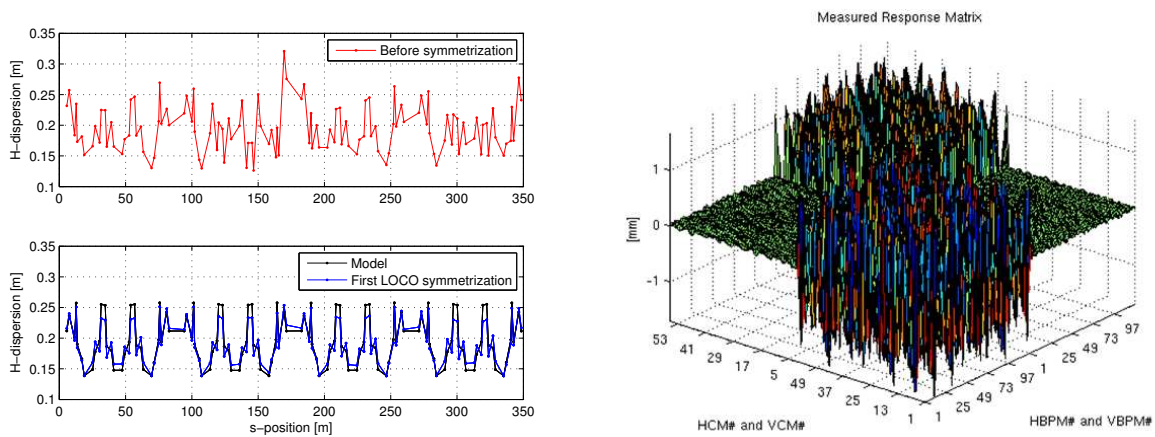 0.35
0.3
0.25
0.2
0.15
0.1
H−dispersion [m]
Before symmetrization
0 50 100 150 200 250 300 350
0.35
0.3
0.25
0.2
0.15
0.1
H−dispersion [m]
Model
First LOCO symmetrization
0 50 100 150 200 250 300 350
s−position [m]
Measured Response Matrix
[mm]
1
0
-1
53 41 29 17 5 49 37 25 13 1
HCM# and VCM#
1 25 49 73 97 1 25 49 73 97
HBPM# and VBPM#